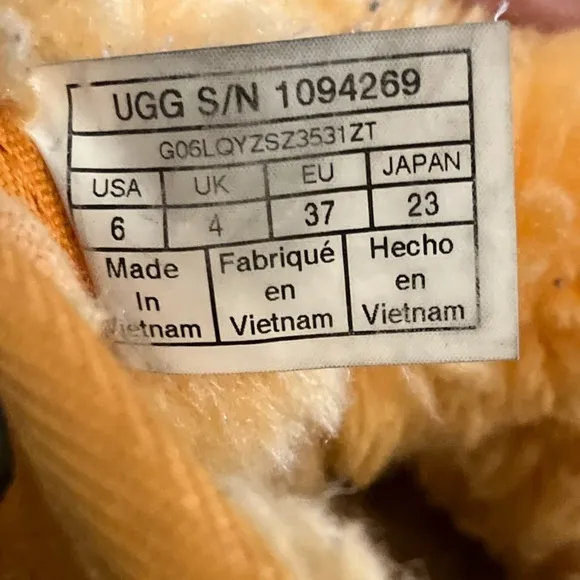 UGG S/N 1094269
G06LQYZSZ3531ZT
USA UK EU JAPAN
6 4 37 23
Made In Vietnam
Fabriqué en Vietnam
Hecho en Vietnam